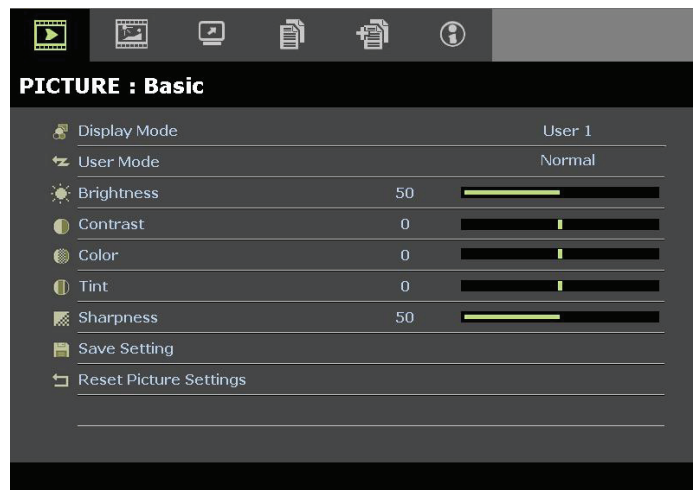 PICTURE : Basic
Display Mode User 1
User Mode Normal
Brightness 50
Contrast 0
Color 0
Tint 0
Sharpness 50
Save Setting
Reset Picture Settings